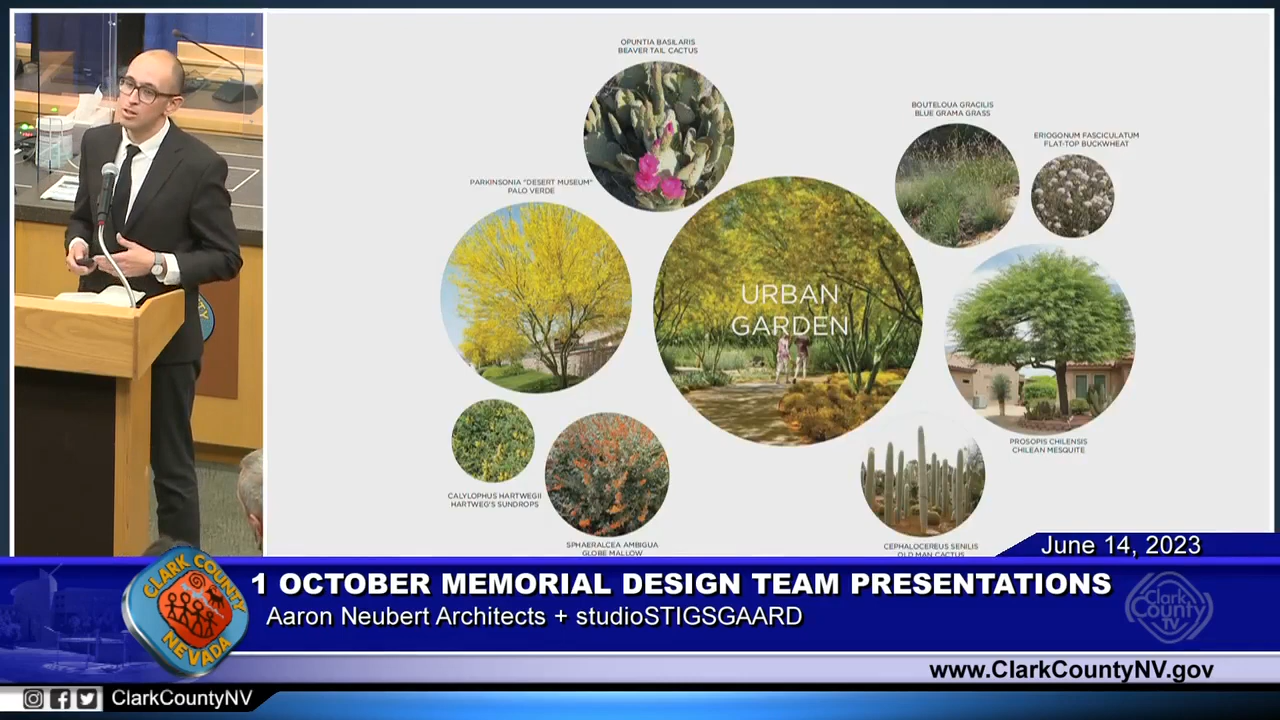 OPUNTIA BASILARIS
BEAVER TAIL CACTUS
BOUTELOUA GRACILIS
BLUE GRAMA GRASS
ERIOGONUM FASCICULATUM
FLAT-TOP BUCKWHEAT
PARKINSONIA "DESERT MUSEUM"
PALO VERDE
URBAN
GARDEN
PROSOPIS CHILENSIS
CHILEAN MESQUITE
CALYLOPHUS HARTWEGII
HARTWEG'S SUNDROPS
SPHAERALCEA AMBIGUA
GLOBE MALLOW
CEPHALOCEREUS SENILIS
OLD MAN CACTUS
June 14, 2023
CLARK COUNTY
NEVADA
1 OCTOBER MEMORIAL DESIGN TEAM PRESENTATIONS
Aaron Neubert Architects + studioSTIGSGAARD
Clark
County
TV
www.ClarkCountyNV.gov
ClarkCountyNV